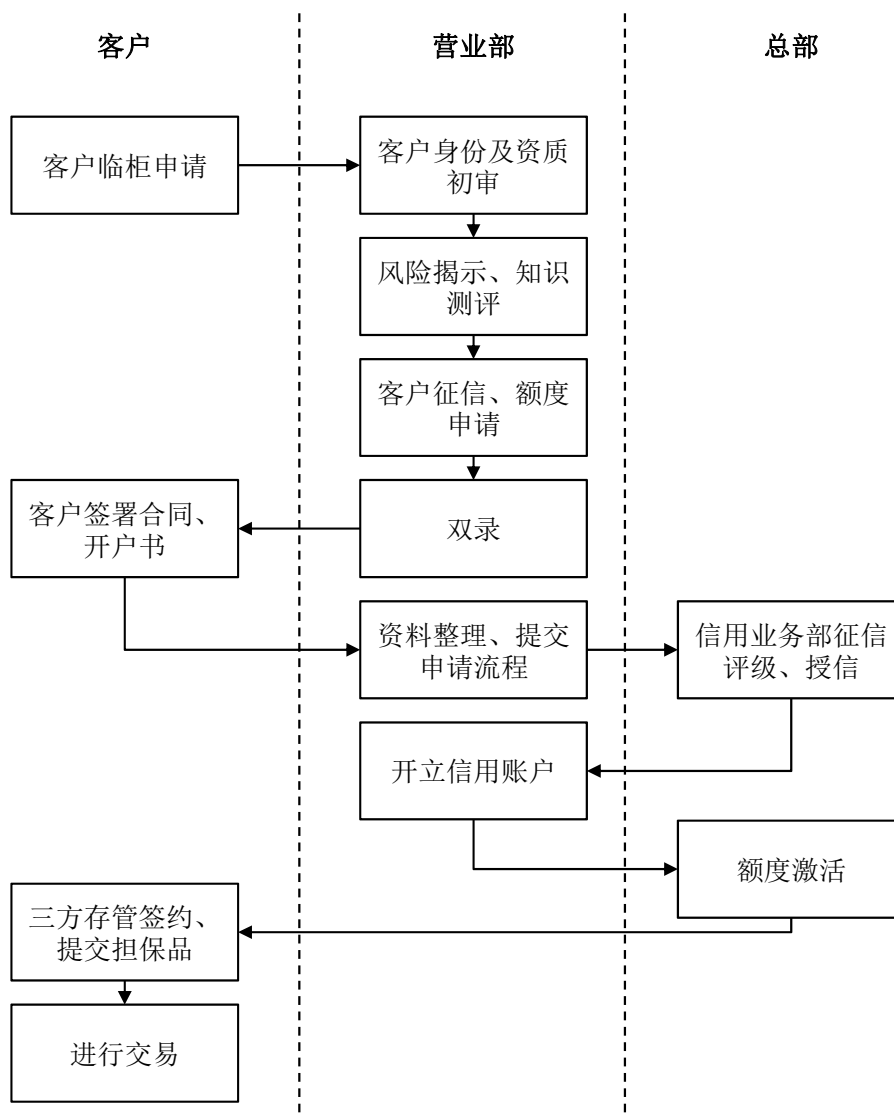 客户
营业部
总部
客户临柜申请
客户身份及资质
初审
风险揭示、知识
测评
客户征信、额度
申请
双录
客户签署合同、
开户书
资料整理、提交
申请流程
信用业务部征信
评级、授信
开立信用账户
额度激活
三方存管签约、
提交担保品
进行交易